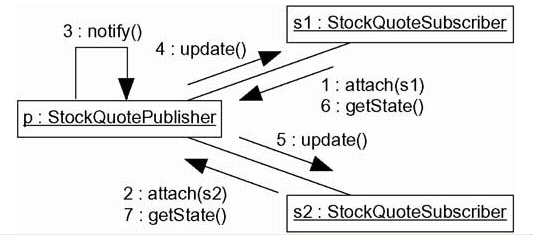 3 : notify()
4 : update()
s1 : StockQuoteSubscriber
1 : attach(s1)
6 : getState()
p : StockQuotePublisher
5 : update()
2 : attach(s2)
7 : getState()
s2 : StockQuoteSubscriber